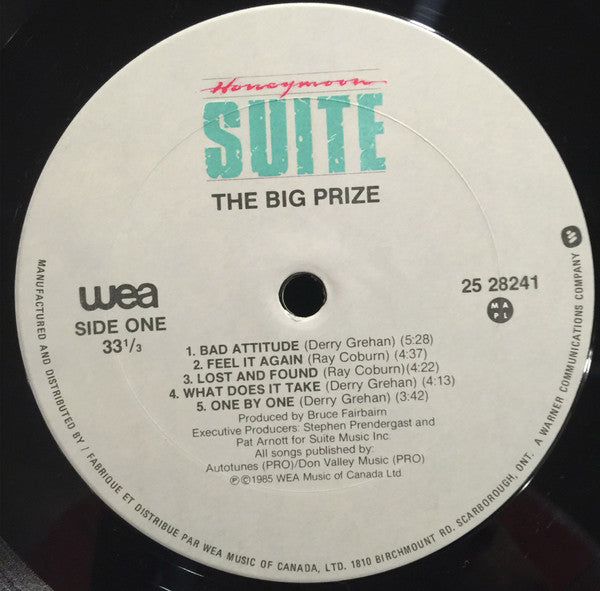 Honeymoon
SUITE
THE BIG PRIZE
wea
SIDE ONE
33 1/3
25 28241
M A P L
1. BAD ATTITUDE (Derry Grehan) (5:28)
2. FEEL IT AGAIN (Ray Coburn) (4:37)
3. LOST AND FOUND (Ray Coburn)(4:22)
4. WHAT DOES IT TAKE (Derry Grehan) (4:13)
5. ONE BY ONE (Derry Grehan) (3:42)
Produced by Bruce Fairbairn
Executive Producers: Stephen Prendergast and
Pat Arnott for Suite Music Inc.
All songs published by:
Autotunes (PRO)/Don Valley Music (PRO)
℗©1985 WEA Music of Canada Ltd.
MANUFACTURED AND DISTRIBUTED BY / FABRIQUE ET DISTRIBUE PAR WEA MUSIC OF CANADA, LTD. 1810 BIRCHMOUNT RD. SCARBOROUGH, ONT. A WARNER COMMUNICATIONS COMPANY